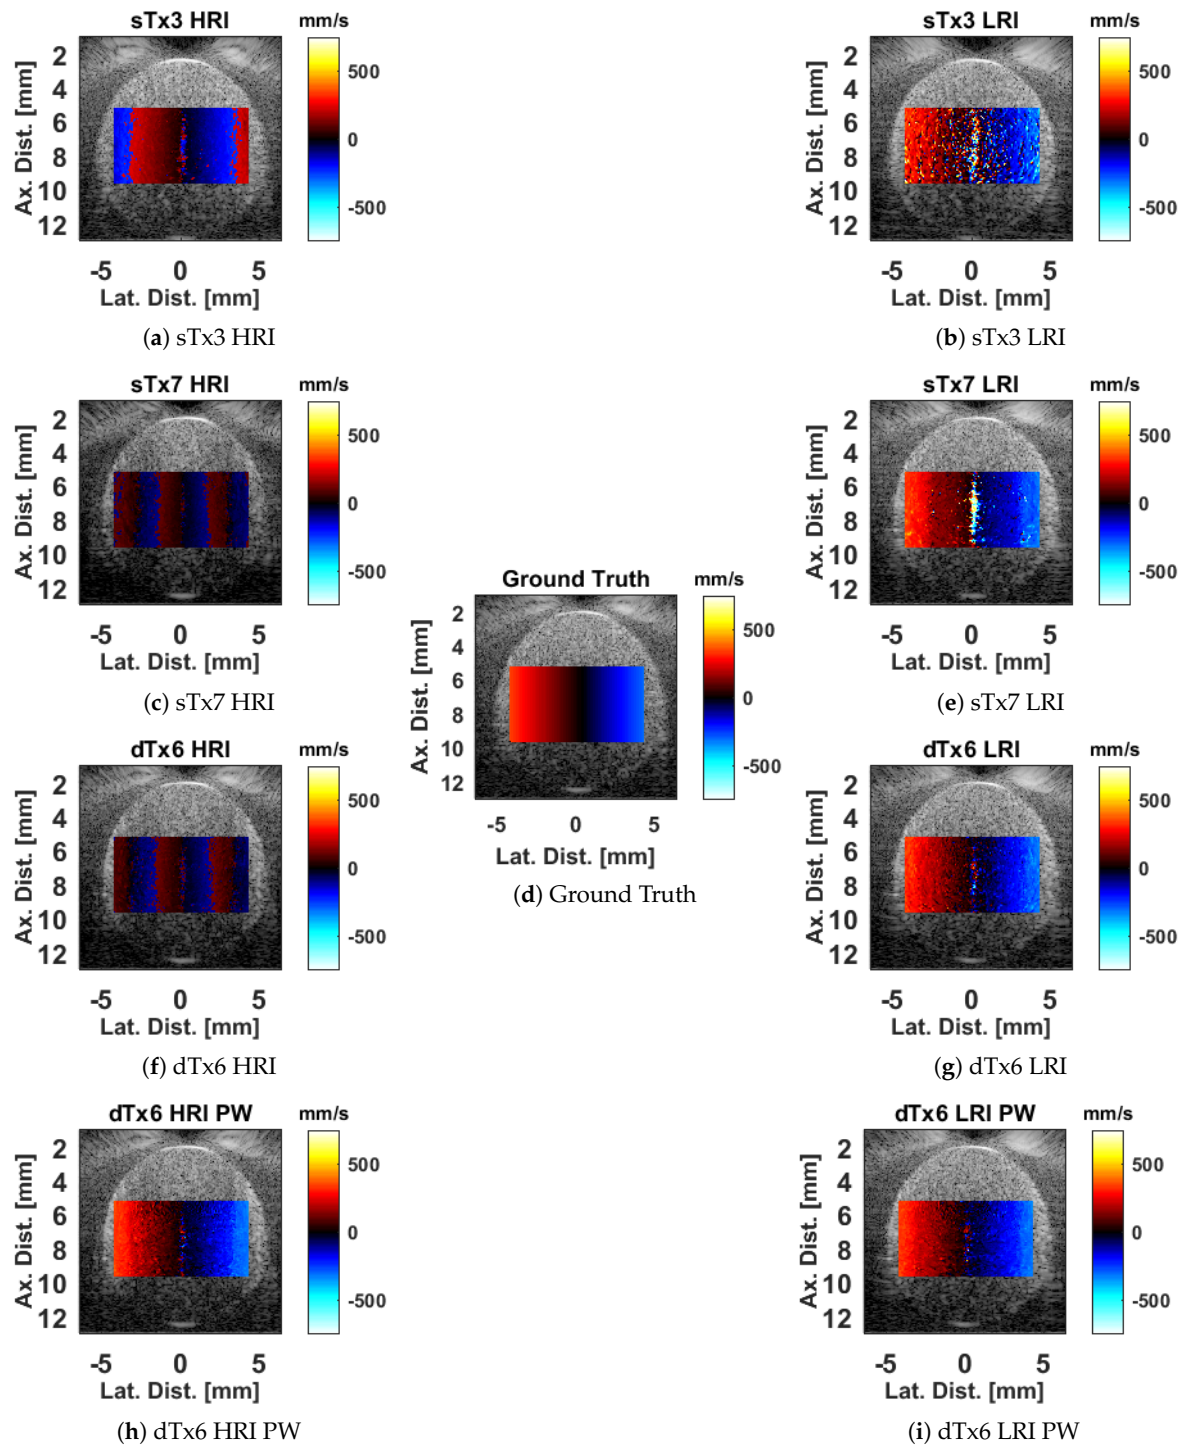 sTx3 HRI
mm/s
Ax. Dist. [mm]
2
4
6
8
10
12
500
0
-500
-5 0 5
Lat. Dist. [mm]
(a) sTx3 HRI
sTx3 LRI
mm/s
Ax. Dist. [mm]
2
4
6
8
10
12
500
0
-500
-5 0 5
Lat. Dist. [mm]
(b) sTx3 LRI
sTx7 HRI
mm/s
Ax. Dist. [mm]
2
4
6
8
10
12
500
0
-500
-5 0 5
Lat. Dist. [mm]
(c) sTx7 HRI
Ground Truth
mm/s
Ax. Dist. [mm]
2
4
6
8
10
12
500
0
-500
-5 0 5
Lat. Dist. [mm]
(d) Ground Truth
sTx7 LRI
mm/s
Ax. Dist. [mm]
2
4
6
8
10
12
500
0
-500
-5 0 5
Lat. Dist. [mm]
(e) sTx7 LRI
dTx6 HRI
mm/s
Ax. Dist. [mm]
2
4
6
8
10
12
500
0
-500
-5 0 5
Lat. Dist. [mm]
(f) dTx6 HRI
dTx6 LRI
mm/s
Ax. Dist. [mm]
2
4
6
8
10
12
500
0
-500
-5 0 5
Lat. Dist. [mm]
(g) dTx6 LRI
dTx6 HRI PW
mm/s
Ax. Dist. [mm]
2
4
6
8
10
12
500
0
-500
-5 0 5
Lat. Dist. [mm]
(h) dTx6 HRI PW
dTx6 LRI PW
mm/s
Ax. Dist. [mm]
2
4
6
8
10
12
500
0
-500
-5 0 5
Lat. Dist. [mm]
(i) dTx6 LRI PW